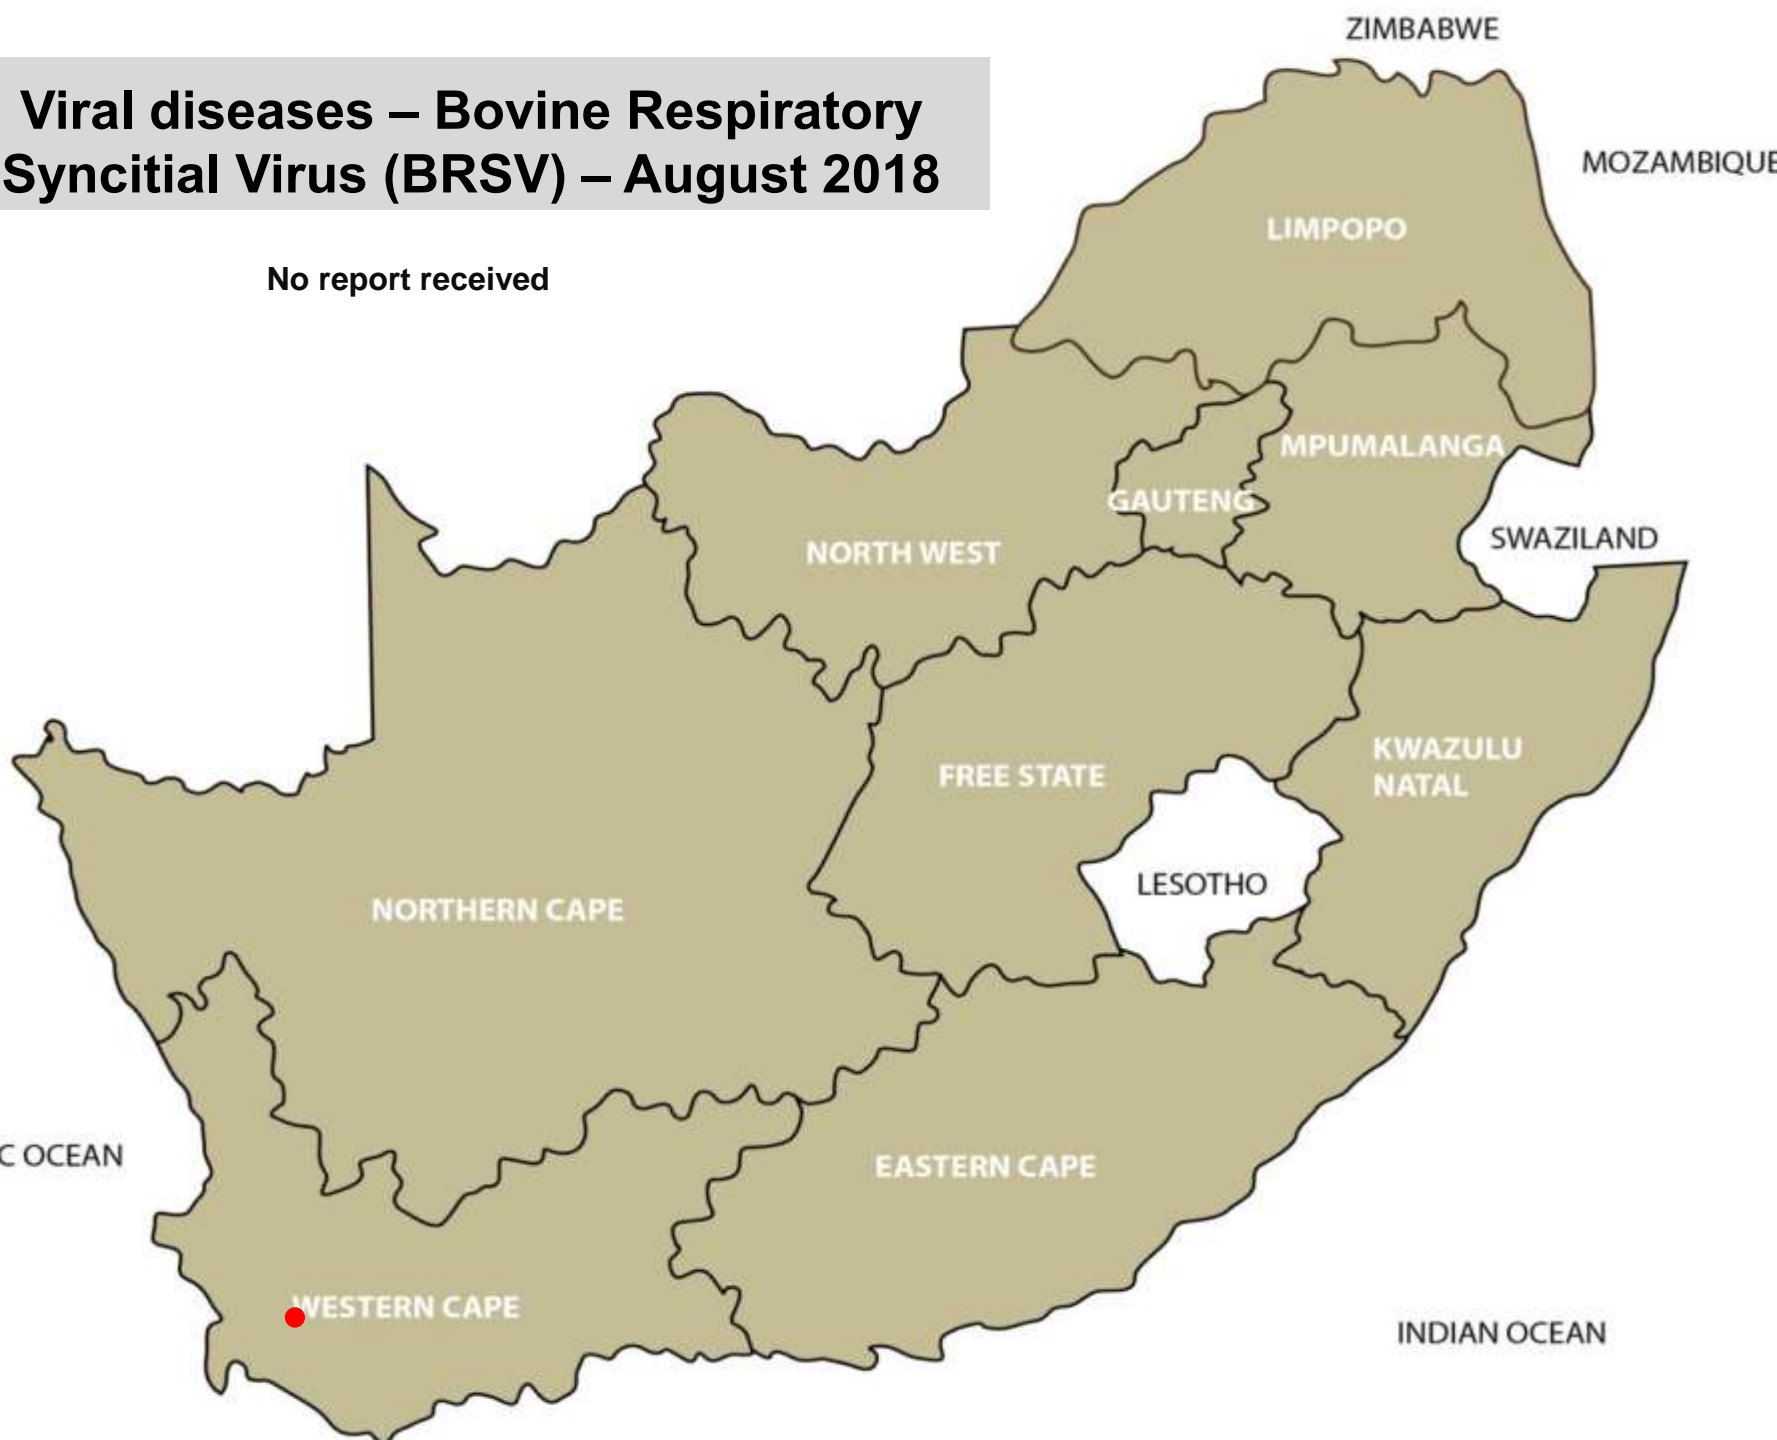 Viral diseases – Bovine Respiratory
Syncitial Virus (BRSV) – August 2018
No report received
ZIMBABWE
MOZAMBIQUE
LIMPOPO
MPUMALANGA
GAUTENG
NORTH WEST
SWAZILAND
KWAZULU
NATAL
FREE STATE
LESOTHO
NORTHERN CAPE
C OCEAN
EASTERN CAPE
WESTERN CAPE
INDIAN OCEAN